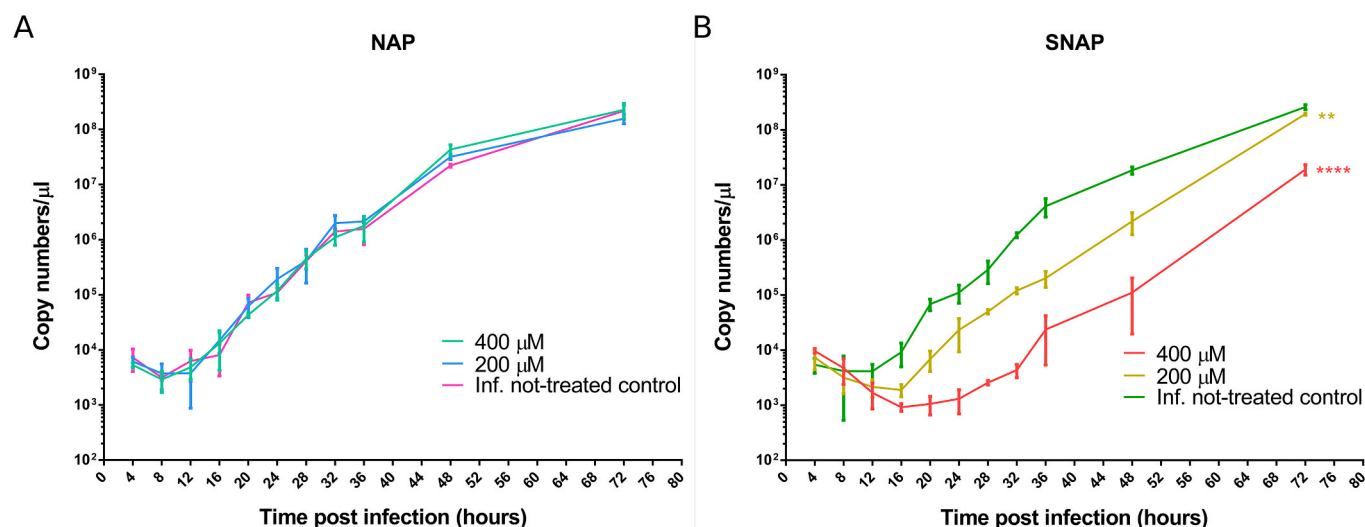 A
NAP
Copy numbers/µl
10⁹
10⁸
10⁷
10⁶
10⁵
10⁴
10³
10²
400 µM
200 µM
Inf. not-treated control
0 4 8 12 16 20 24 28 32 36 40 44 48 52 56 60 64 68 72 76 80
Time post infection (hours)
B
SNAP
Copy numbers/µl
10⁹
10⁸
10⁷
10⁶
10⁵
10⁴
10³
10²
**
****
400 µM
200 µM
Inf. not-treated control
0 4 8 12 16 20 24 28 32 36 40 44 48 52 56 60 64 68 72 76 80
Time post infection (hours)